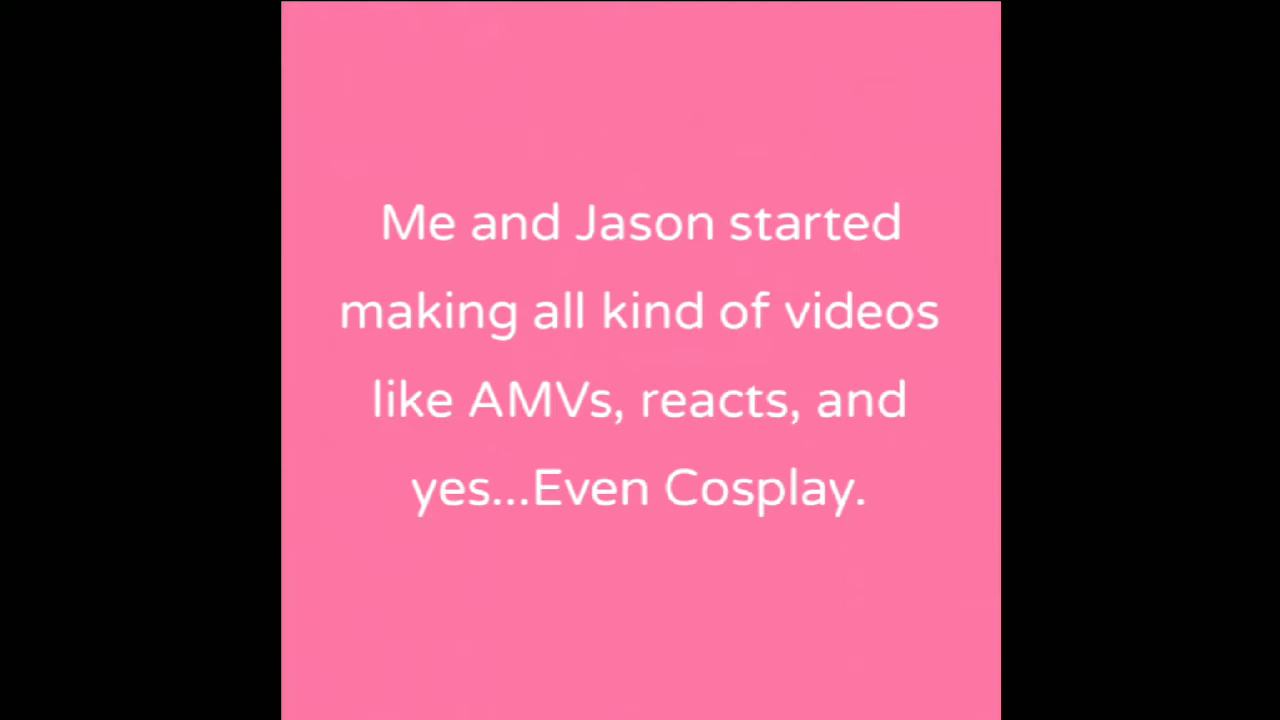 Me and Jason started
making all kind of videos
like AMVs, reacts, and
yes...Even Cosplay.